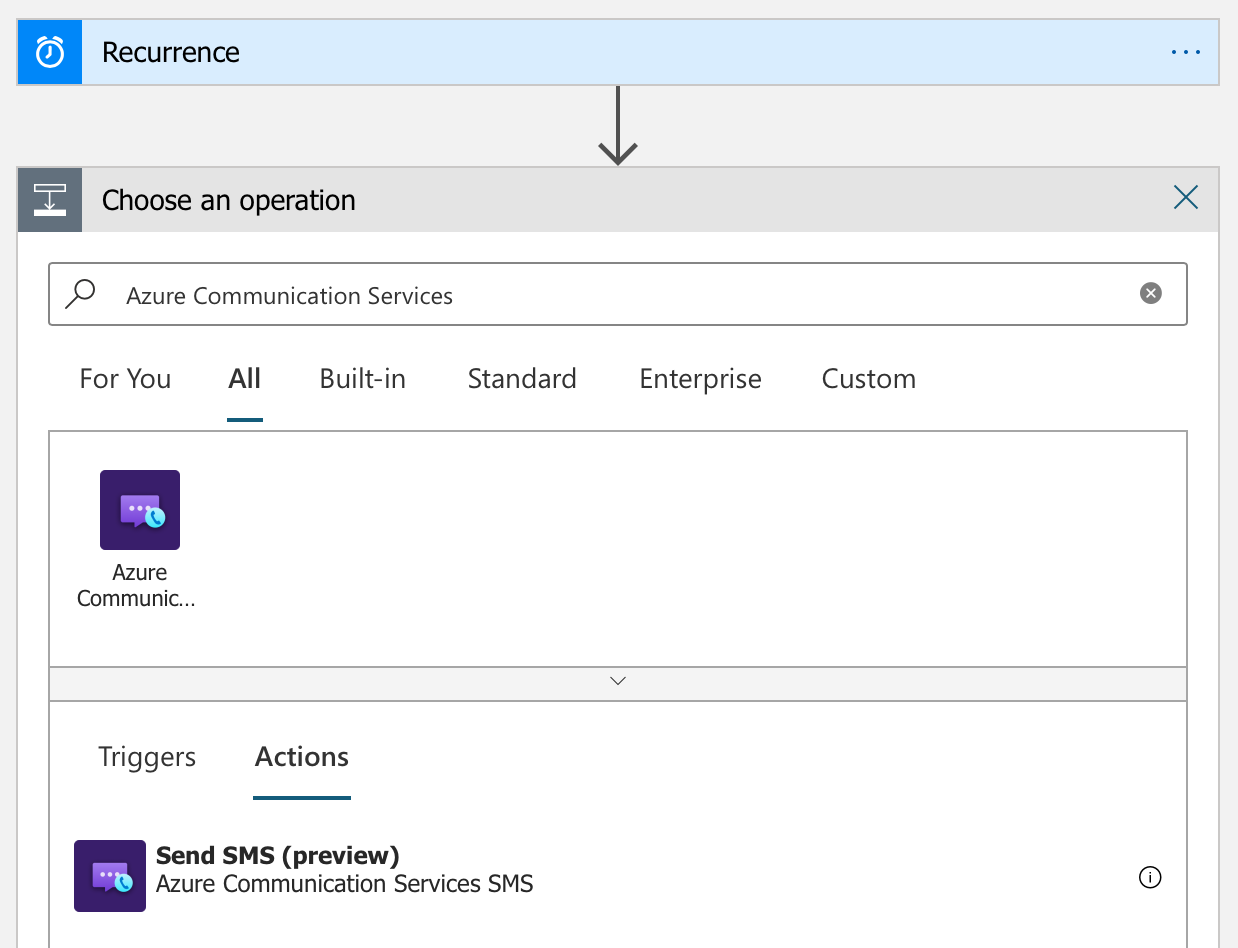 Recurrence
Choose an operation
Azure Communication Services
For You All Built-in Standard Enterprise Custom
Azure
Communic...
Triggers Actions
Send SMS (preview)
Azure Communication Services SMS